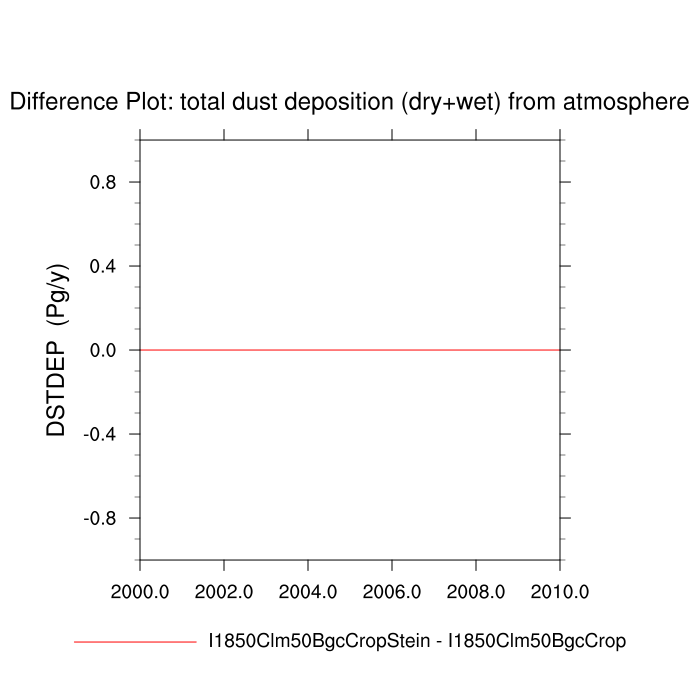 Difference Plot: total dust deposition (dry+wet) from atmosphere
DSTDEP (Pg/y)
0.8
0.4
0.0
-0.4
-0.8
2000.0 2002.0 2004.0 2006.0 2008.0 2010.0
I1850Clm50BgcCropStein - I1850Clm50BgcCrop